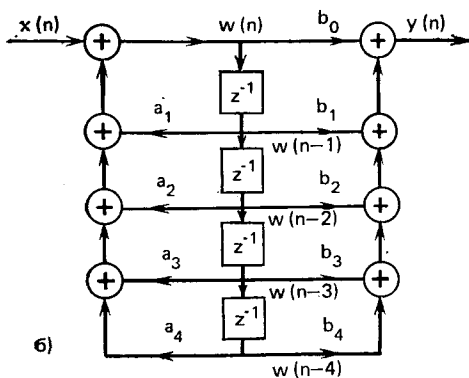 x (n) w (n) b₀ y (n)
+ +
z⁻¹
a₁ b₁
+ w (n−1) +
z⁻¹
a₂ b₂
+ w (n−2) +
z⁻¹
a₃ b₃
+ w (n−3) +
z⁻¹
б) a₄ b₄
w (n−4)